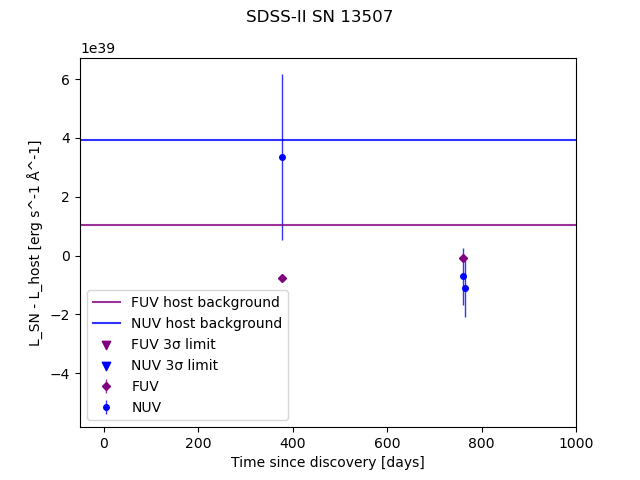 SDSS-II SN 13507
1e39
L_SN - L_host [erg s^-1 Å^-1]
6
4
2
0
−2
−4
FUV host background
NUV host background
FUV 3σ limit
NUV 3σ limit
FUV
NUV
0 200 400 600 800 1000
Time since discovery [days]